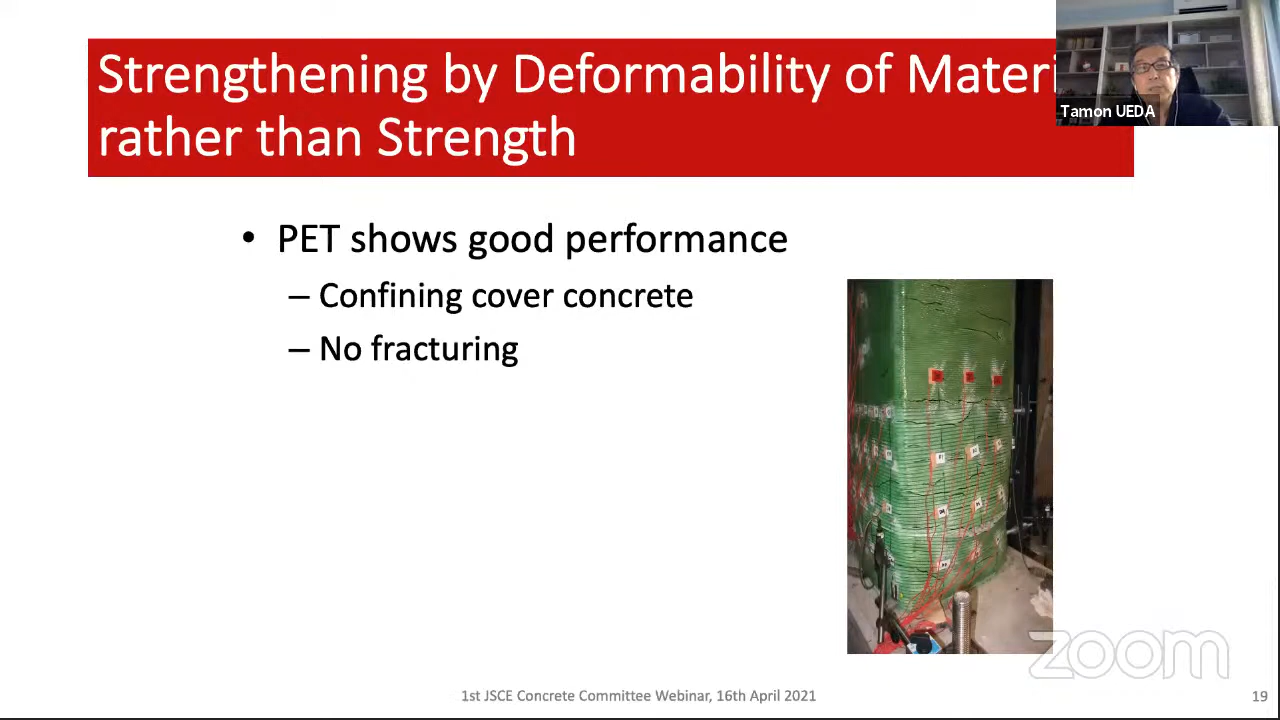 Strengthening by Deformability of Materi
rather than Strength
Tamon UEDA
• PET shows good performance
– Confining cover concrete
– No fracturing
zoom
1st JSCE Concrete Committee Webinar, 16th April 2021
19